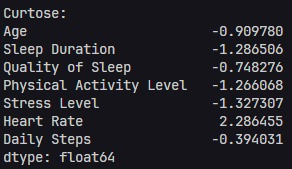 Curtose:
Age -0.909780
Sleep Duration -1.286506
Quality of Sleep -0.748276
Physical Activity Level -1.266068
Stress Level -1.327307
Heart Rate 2.286455
Daily Steps -0.394031
dtype: float64